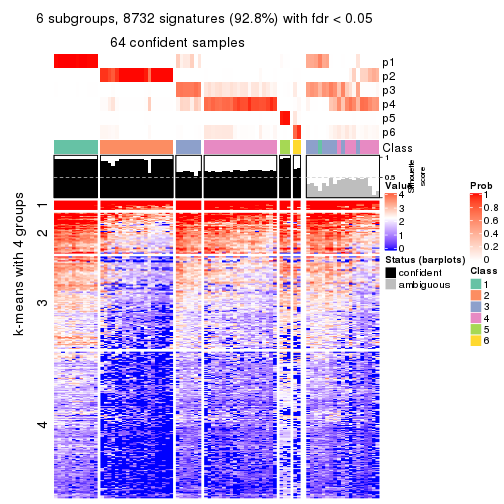 6 subgroups, 8732 signatures (92.8%) with fdr < 0.05
64 confident samples
p1
p2
p3
p4
p5
p6
Class
1
0.5
0
Silhouette
score
k-means with 4 groups
1
2
3
4
Value
4
3
2
1
0
Status (barplots)
confident
ambiguous
Prob
1
0.8
0.6
0.4
0.2
0
Class
1
2
3
4
5
6